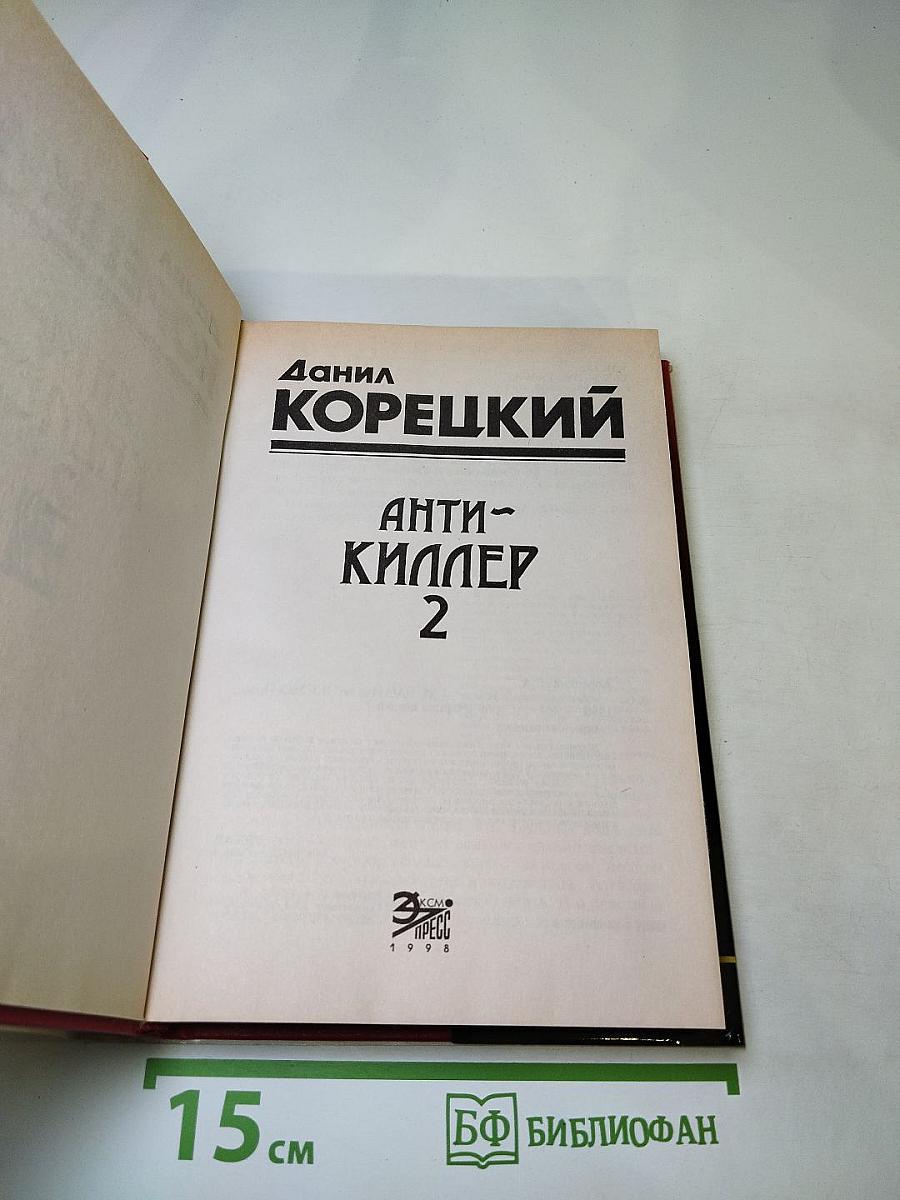 Данил
КОРЕЦКИЙ
АНТИ-
КИЛЛЕР
2
ЭКСМО
ПРЕСС
1998
15 см
БФ БИБЛИОФАН